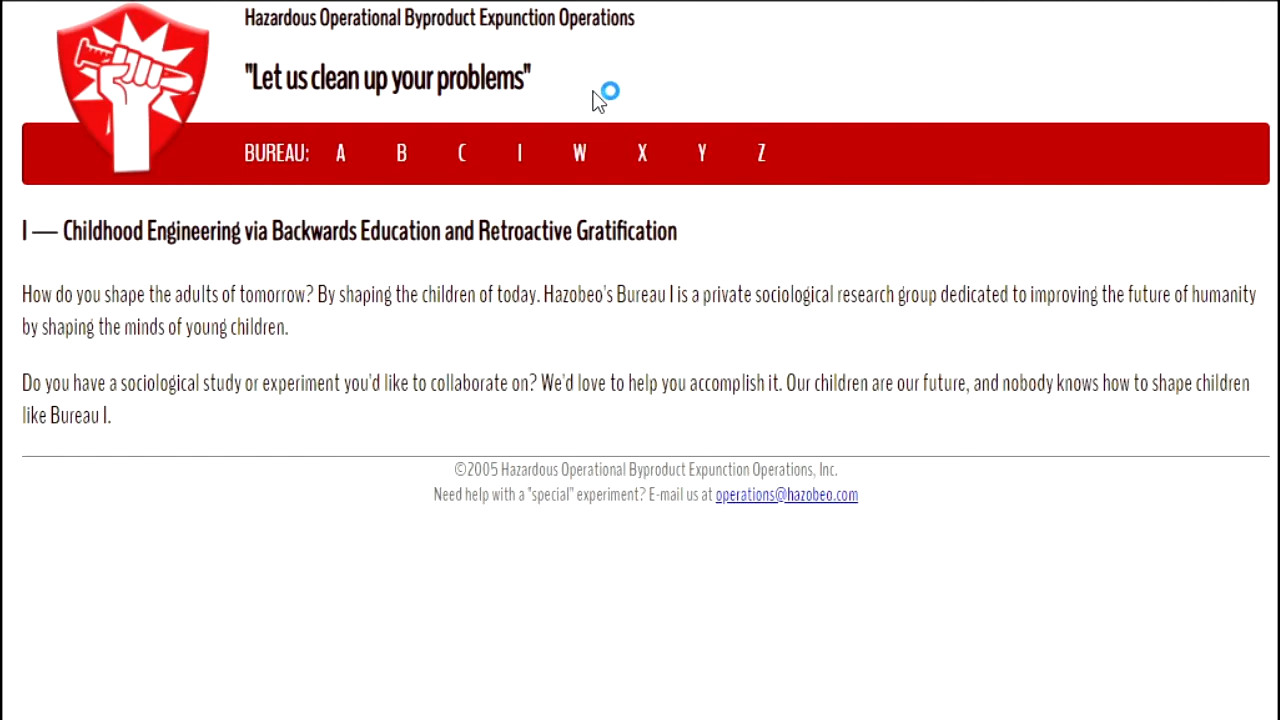 Hazardous Operational Byproduct Expunction Operations
"Let us clean up your problems"
BUREAU: A B C I W X Y Z
I — Childhood Engineering via Backwards Education and Retroactive Gratification
How do you shape the adults of tomorrow? By shaping the children of today. Hazobeo's Bureau I is a private sociological research group dedicated to improving the future of humanity
by shaping the minds of young children.
Do you have a sociological study or experiment you'd like to collaborate on? We'd love to help you accomplish it. Our children are our future, and nobody knows how to shape children
like Bureau I.
©2005 Hazardous Operational Byproduct Expunction Operations, Inc.
Need help with a "special" experiment? E-mail us at operations@hazobeo.com